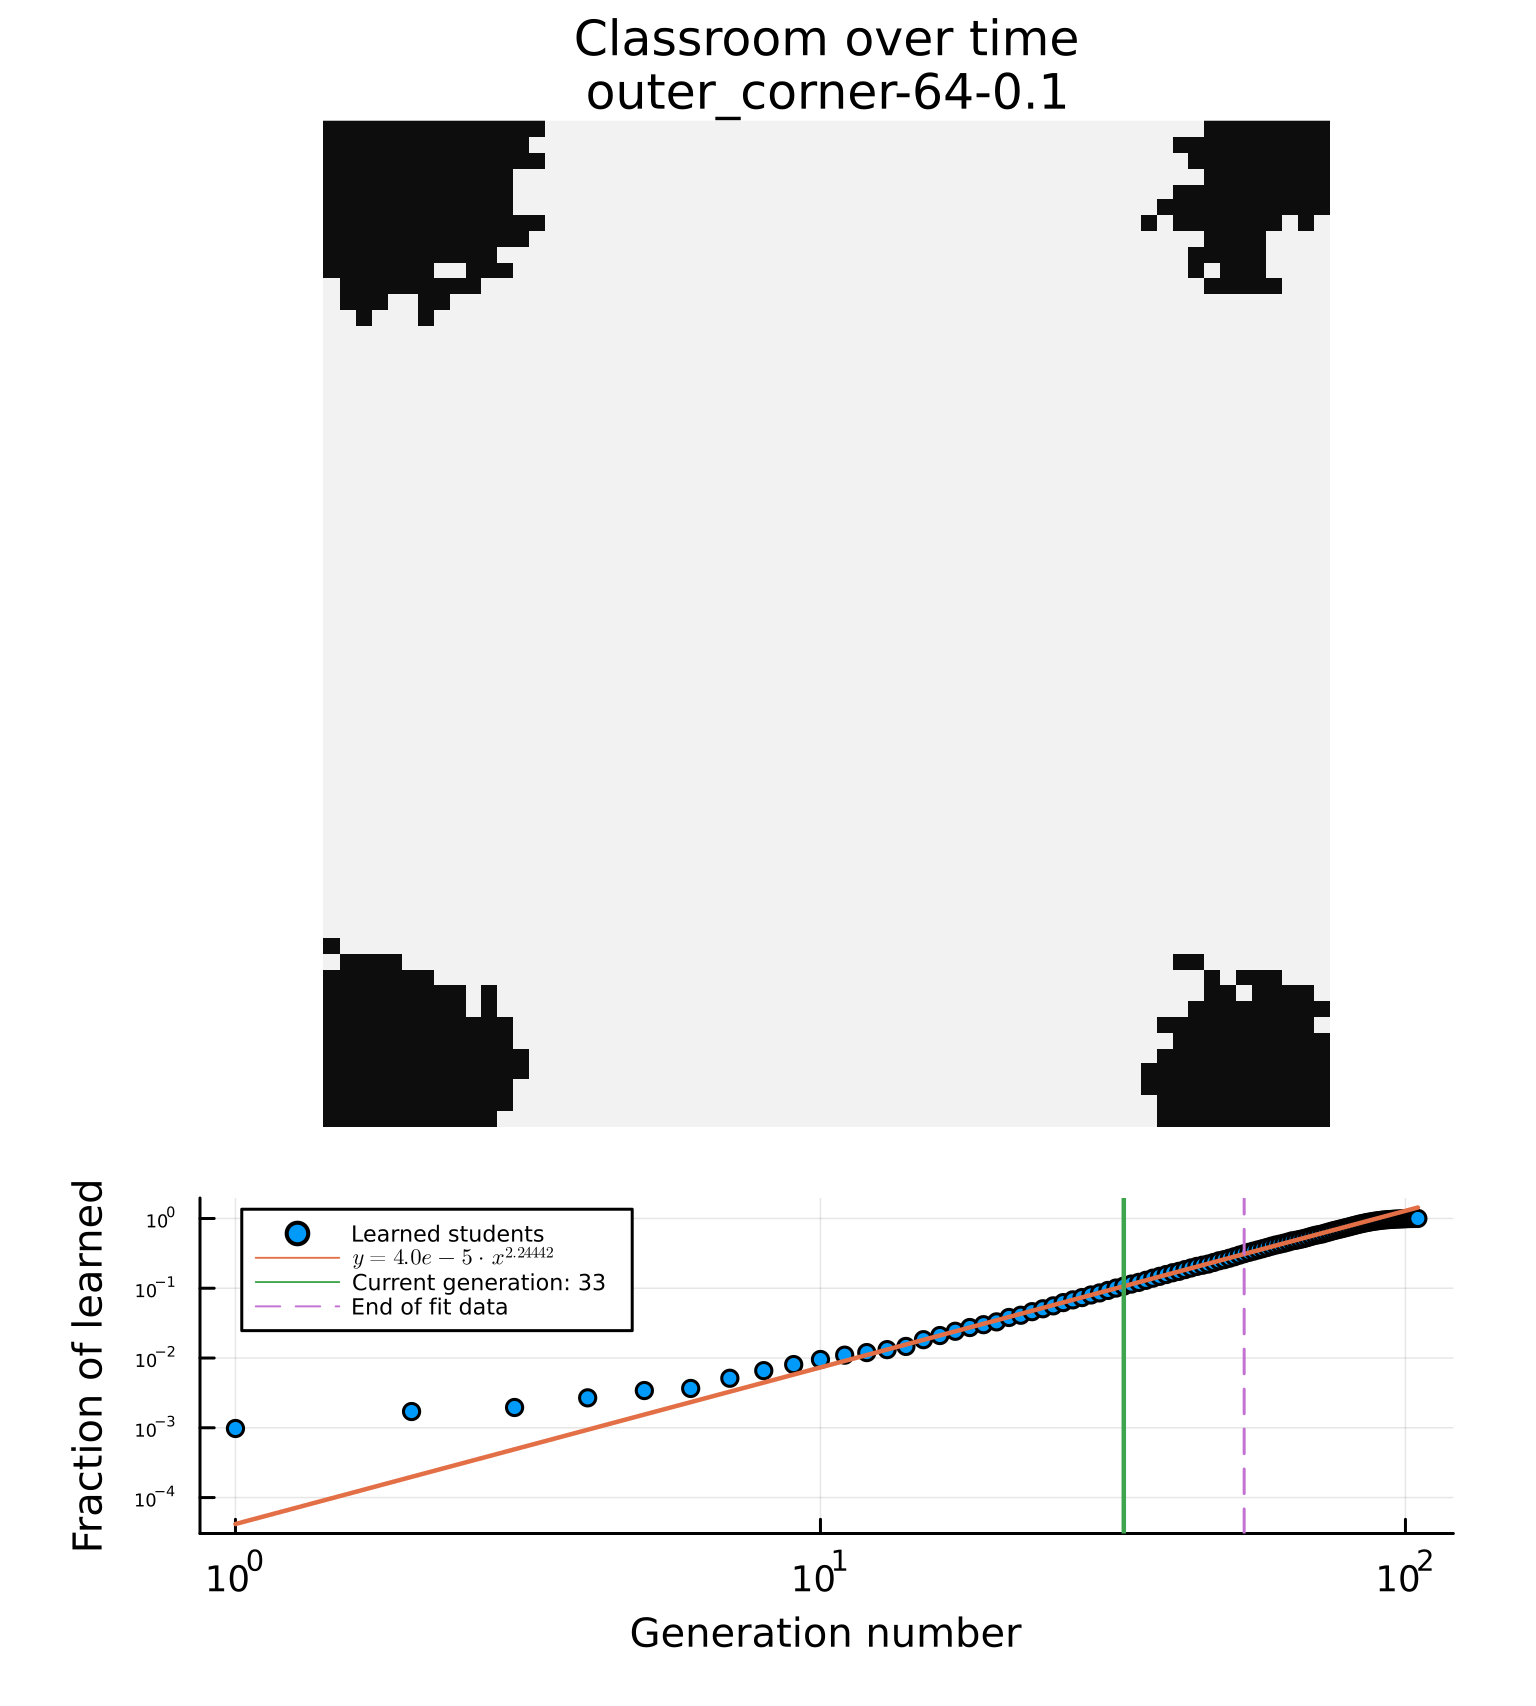 Classroom over time
outer_corner-64-0.1
Fraction of learned
10^0
10^−1
10^−2
10^−3
10^−4
Learned students
y = 4.0e − 5 · x^2.24442
Current generation: 33
End of fit data
10^0
10^1
10^2
Generation number